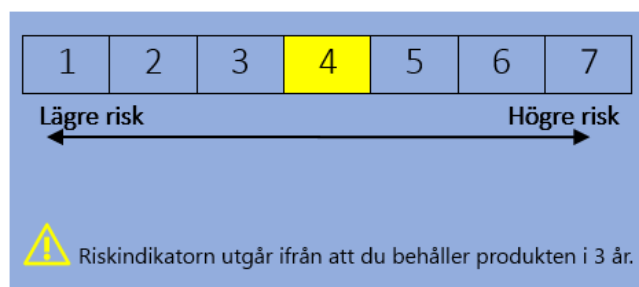 1 2 3 4 5 6 7
Lägre risk Högre risk
Riskindikatorn utgår ifrån att du behåller produkten i 3 år.